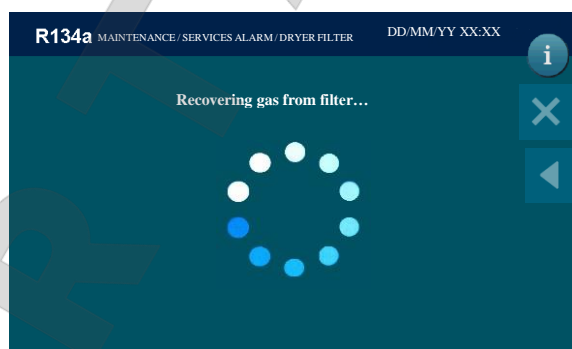 R134a MAINTENANCE / SERVICES ALARM / DRYER FILTER DD/MM/YY XX:XX
i
Recovering gas from filter…